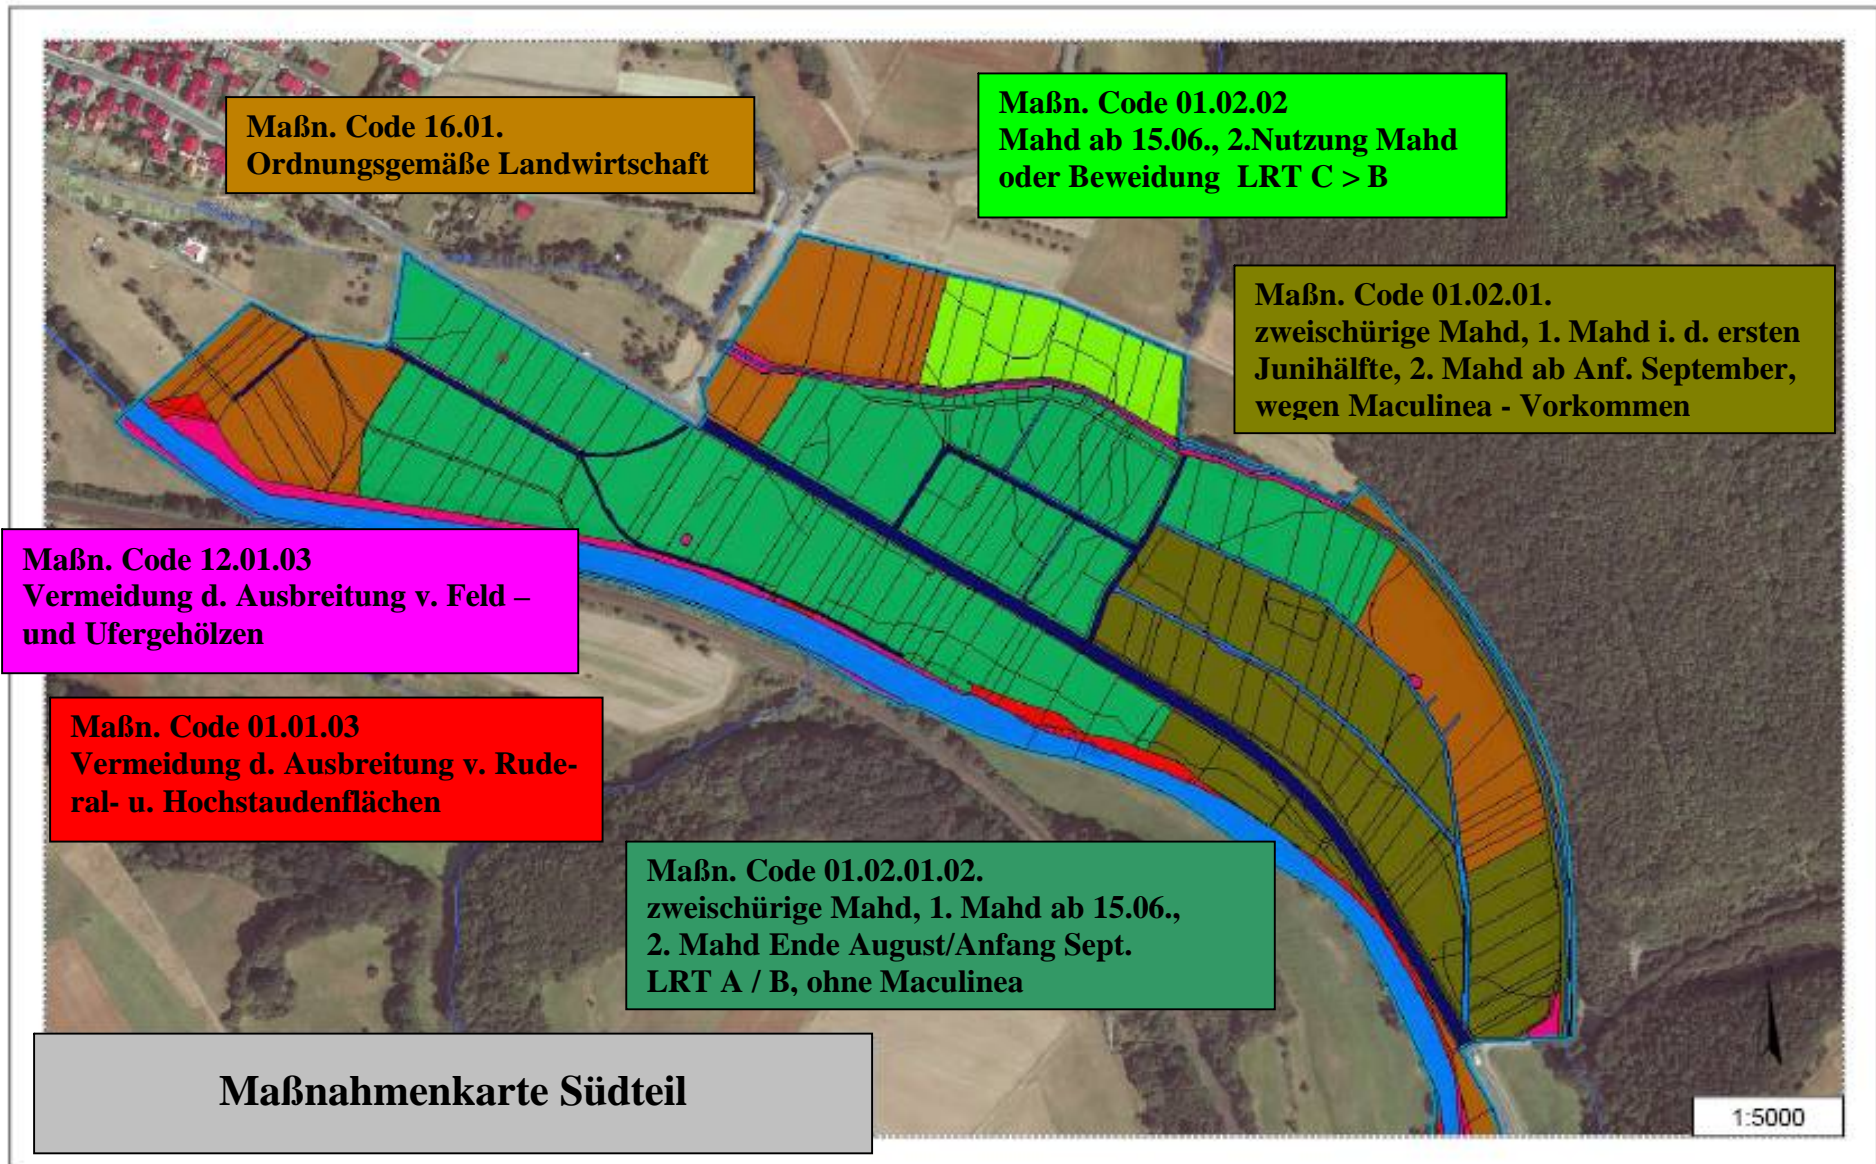 Maßn. Code 16.01.
Ordnungsgemäße Landwirtschaft
Maßn. Code 01.02.02
Mahd ab 15.06., 2.Nutzung Mahd
oder Beweidung LRT C > B
Maßn. Code 01.02.01.
zweischürige Mahd, 1. Mahd i. d. ersten
Junihälfte, 2. Mahd ab Anf. September,
wegen Maculinea - Vorkommen
Maßn. Code 12.01.03
Vermeidung d. Ausbreitung v. Feld –
und Ufergehölzen
Maßn. Code 01.01.03
Vermeidung d. Ausbreitung v. Rude-
ral- u. Hochstaudenflächen
Maßn. Code 01.02.01.02.
zweischürige Mahd, 1. Mahd ab 15.06.,
2. Mahd Ende August/Anfang Sept.
LRT A / B, ohne Maculinea
Maßnahmenkarte Südteil
1:5000